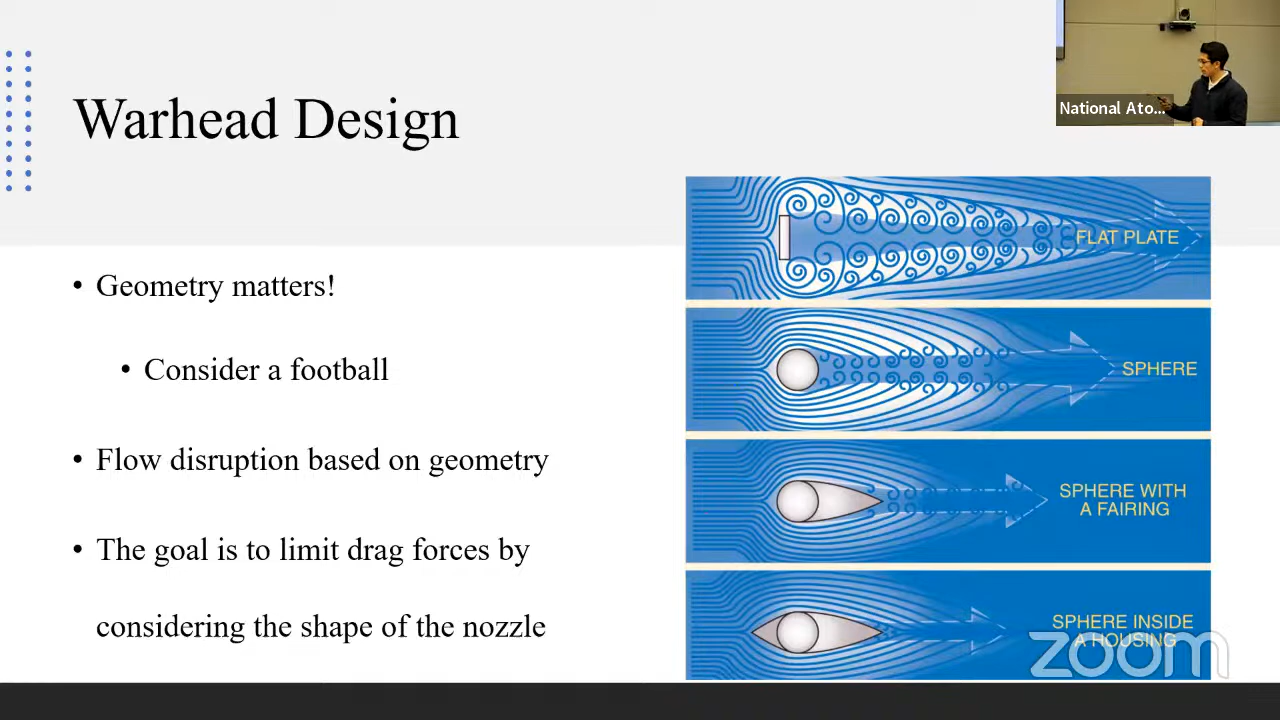 National Ato...
Warhead Design
• Geometry matters!
• Consider a football
• Flow disruption based on geometry
• The goal is to limit drag forces by
considering the shape of the nozzle
FLAT PLATE
SPHERE
SPHERE WITH
A FAIRING
SPHERE INSIDE
A HOUSING
zoom